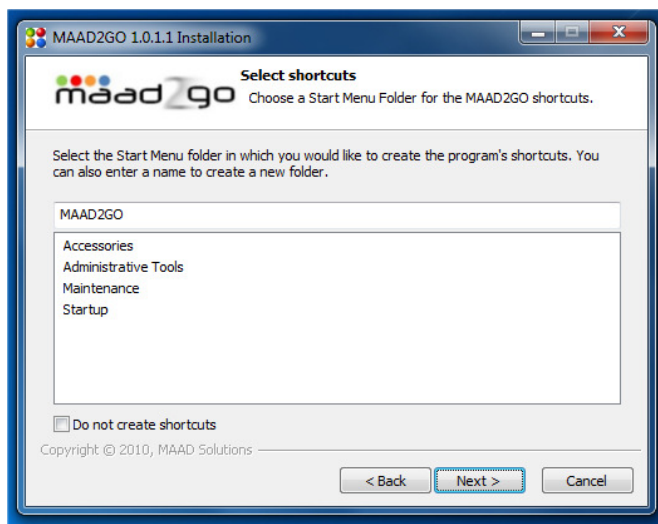 MAAD2GO 1.0.1.1 Installation
maad2go
Select shortcuts
Choose a Start Menu Folder for the MAAD2GO shortcuts.
Select the Start Menu folder in which you would like to create the program's shortcuts. You
can also enter a name to create a new folder.
MAAD2GO
Accessories
Administrative Tools
Maintenance
Startup
Do not create shortcuts
Copyright © 2010, MAAD Solutions
< Back Next > Cancel